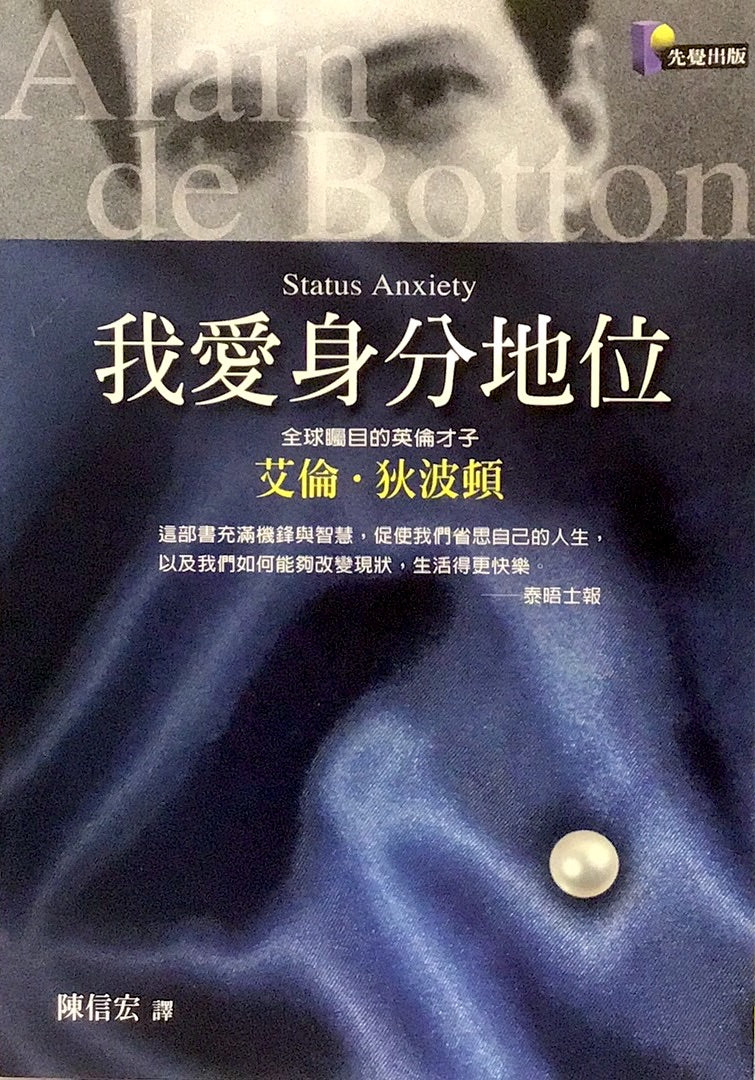 先覺出版
Alain
de Botton
Status Anxiety
我愛身分地位
全球矚目的英倫才子
艾倫・狄波頓
這部書充滿機鋒與智慧，促使我們省思自己的人生，
以及我們如何能夠改變現狀，生活得更快樂。
——泰晤士報
陳信宏 譯